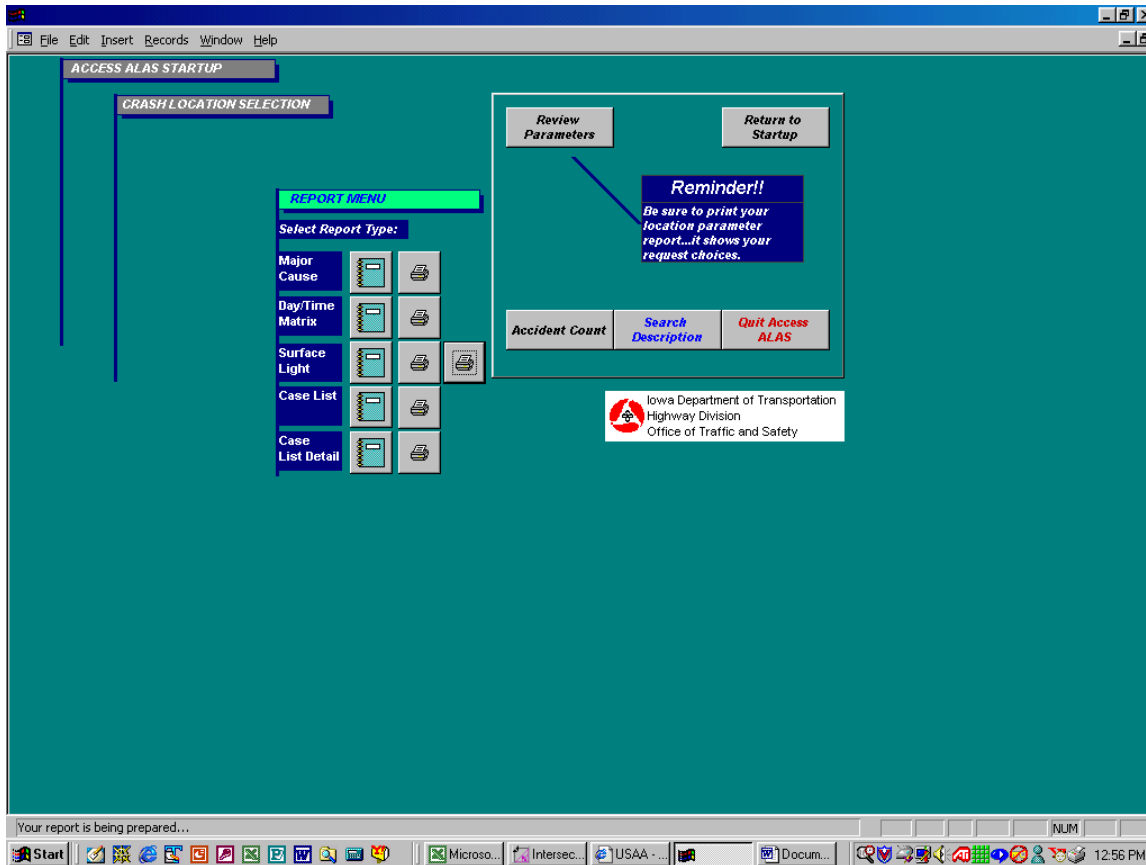 File Edit Insert Records Window Help
ACCESS ALAS STARTUP
CRASH LOCATION SELECTION
Review
Parameters
Return to
Startup
Reminder!!
Be sure to print your
location parameter
report...it shows your
request choices.
REPORT MENU
Select Report Type:
Major
Cause
Day/Time
Matrix
Surface
Light
Case List
Case
List Detail
Accident Count
Search
Description
Quit Access
ALAS
Iowa Department of Transportation
Highway Division
Office of Traffic and Safety
Your report is being prepared...
NUM
Start
Microso...
Intersec...
USAA - ...
Docum...
12:56 PM